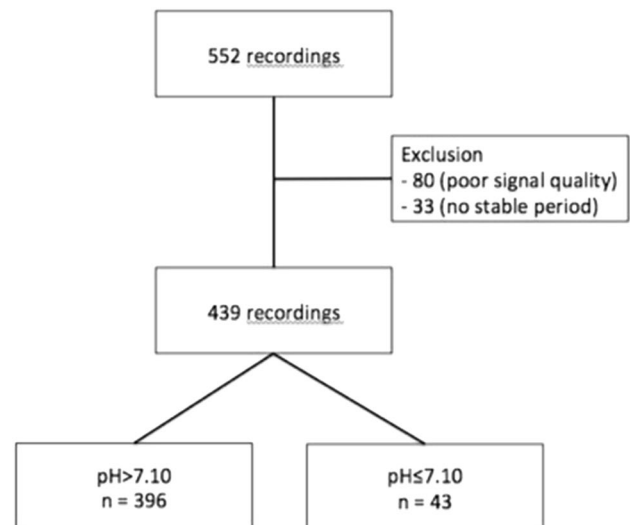 552 recordings
Exclusion
- 80 (poor signal quality)
- 33 (no stable period)
439 recordings
pH>7.10
n = 396
pH≤7.10
n = 43